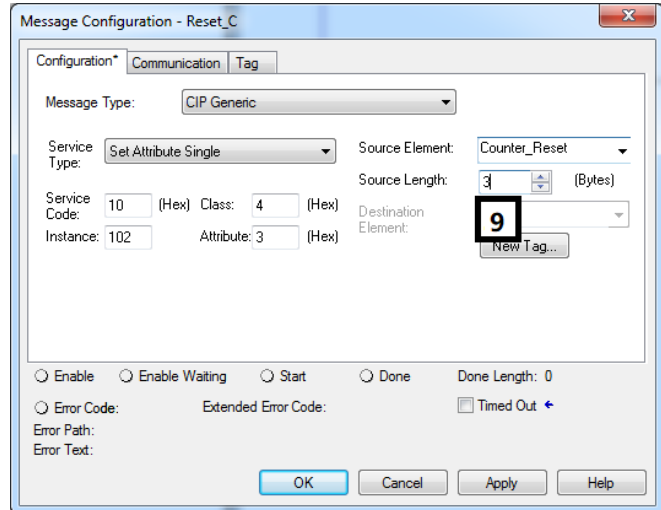 Message Configuration - Reset_C
Configuration* Communication Tag
Message Type: CIP Generic
Service Type: Set Attribute Single
Source Element: Counter_Reset
Source Length: 3 (Bytes)
Service Code: 10 (Hex) Class: 4 (Hex)
Destination Element:
9
Instance: 102 Attribute: 3 (Hex)
New Tag...
Enable Enable Waiting Start Done Done Length: 0
Error Code: Extended Error Code: Timed Out
Error Path:
Error Text:
OK Cancel Apply Help